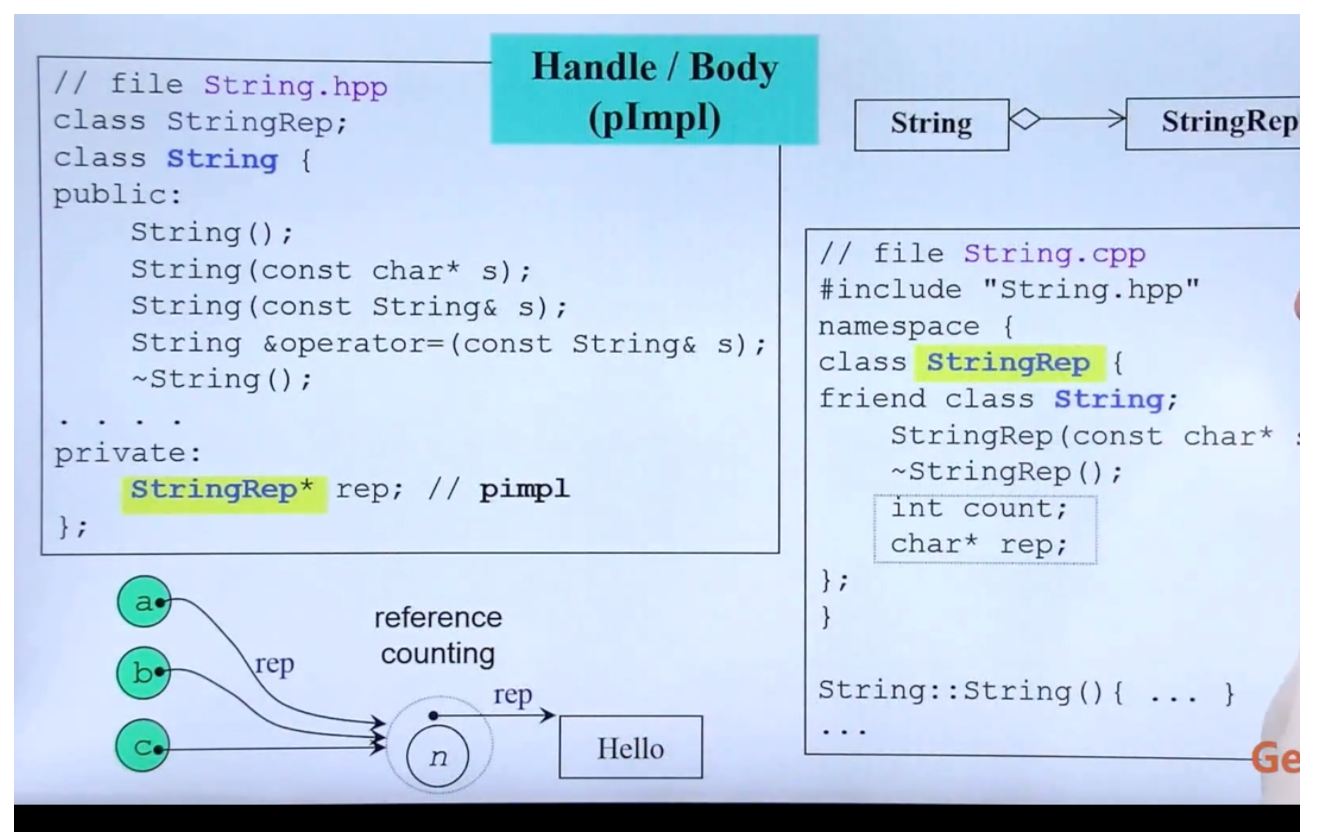 Handle / Body
(pImpl)
// file String.hpp
class StringRep;
class String {
public:
String();
String(const char* s);
String(const String& s);
String &operator=(const String& s);
~String();
. . . .
private:
StringRep* rep; // pimpl
};
String
StringRep
// file String.cpp
#include "String.hpp"
namespace {
class StringRep {
friend class String;
StringRep(const char*
~StringRep();
int count;
char* rep;
};
}
String::String(){ ... }
...
a
b
c
rep
reference
counting
rep
n
Hello
Ge